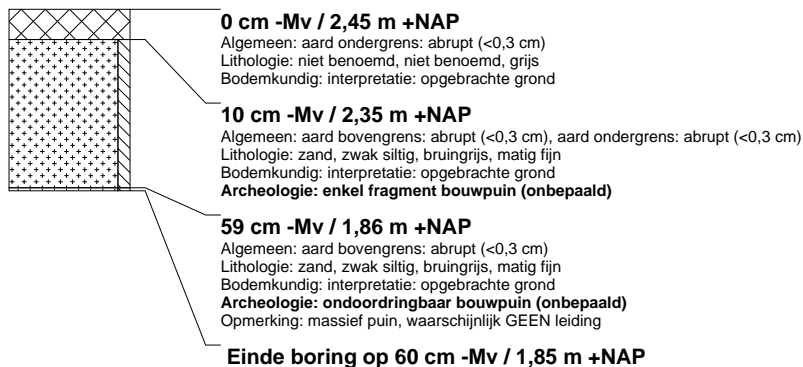 0 cm -Mv / 2,45 m +NAP
Algemeen: aard ondergrens: abrupt (<0,3 cm)
Lithologie: niet benoemd, niet benoemd, grijs
Bodemkundig: interpretatie: opgebrachte grond
10 cm -Mv / 2,35 m +NAP
Algemeen: aard bovengrens: abrupt (<0,3 cm), aard ondergrens: abrupt (<0,3 cm)
Lithologie: zand, zwak siltig, bruingrijs, matig fijn
Bodemkundig: interpretatie: opgebrachte grond
Archeologie: enkel fragment bouwpuin (onbepaald)
59 cm -Mv / 1,86 m +NAP
Algemeen: aard bovengrens: abrupt (<0,3 cm)
Lithologie: zand, zwak siltig, bruingrijs, matig fijn
Bodemkundig: interpretatie: opgebrachte grond
Archeologie: ondoordringbaar bouwpuin (onbepaald)
Opmerking: massief puin, waarschijnlijk GEEN leiding
Einde boring op 60 cm -Mv / 1,85 m +NAP